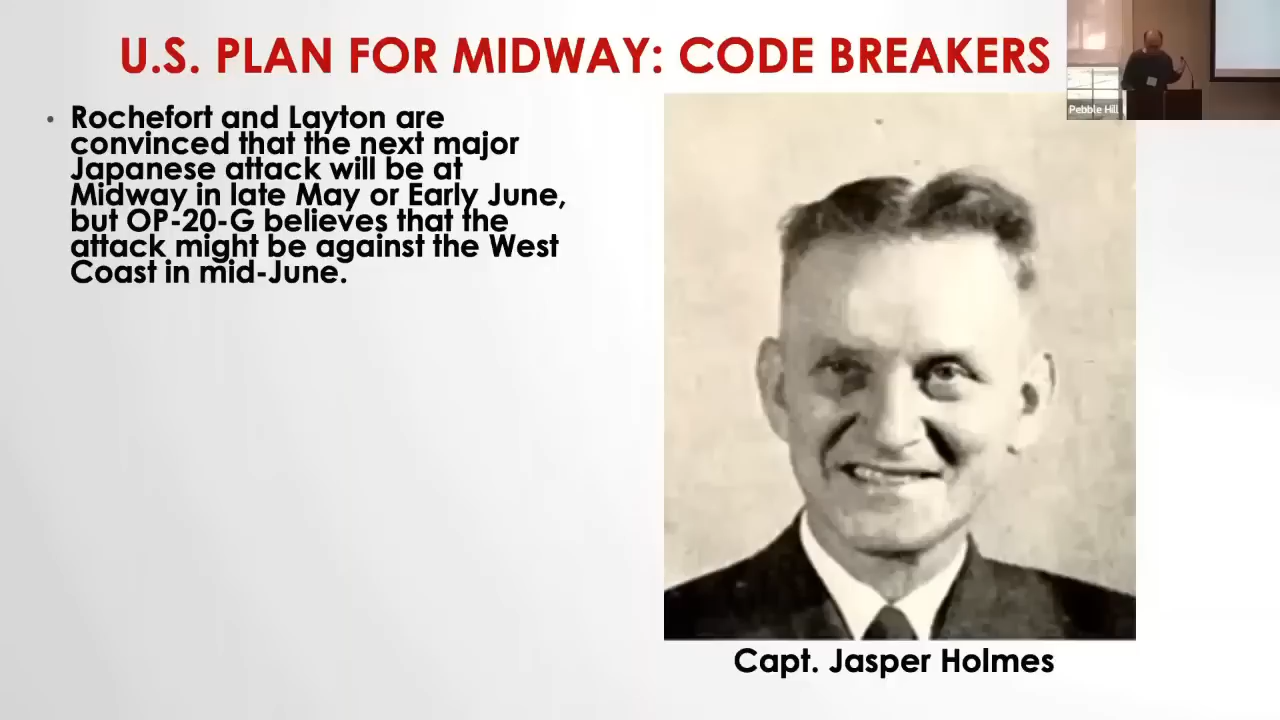 U.S. PLAN FOR MIDWAY: CODE BREAKERS
Pebble Hill
• Rochefort and Layton are
convinced that the next major
Japanese attack will be at
Midway in late May or Early June,
but OP-20-G believes that the
attack might be against the West
Coast in mid-June.
Capt. Jasper Holmes